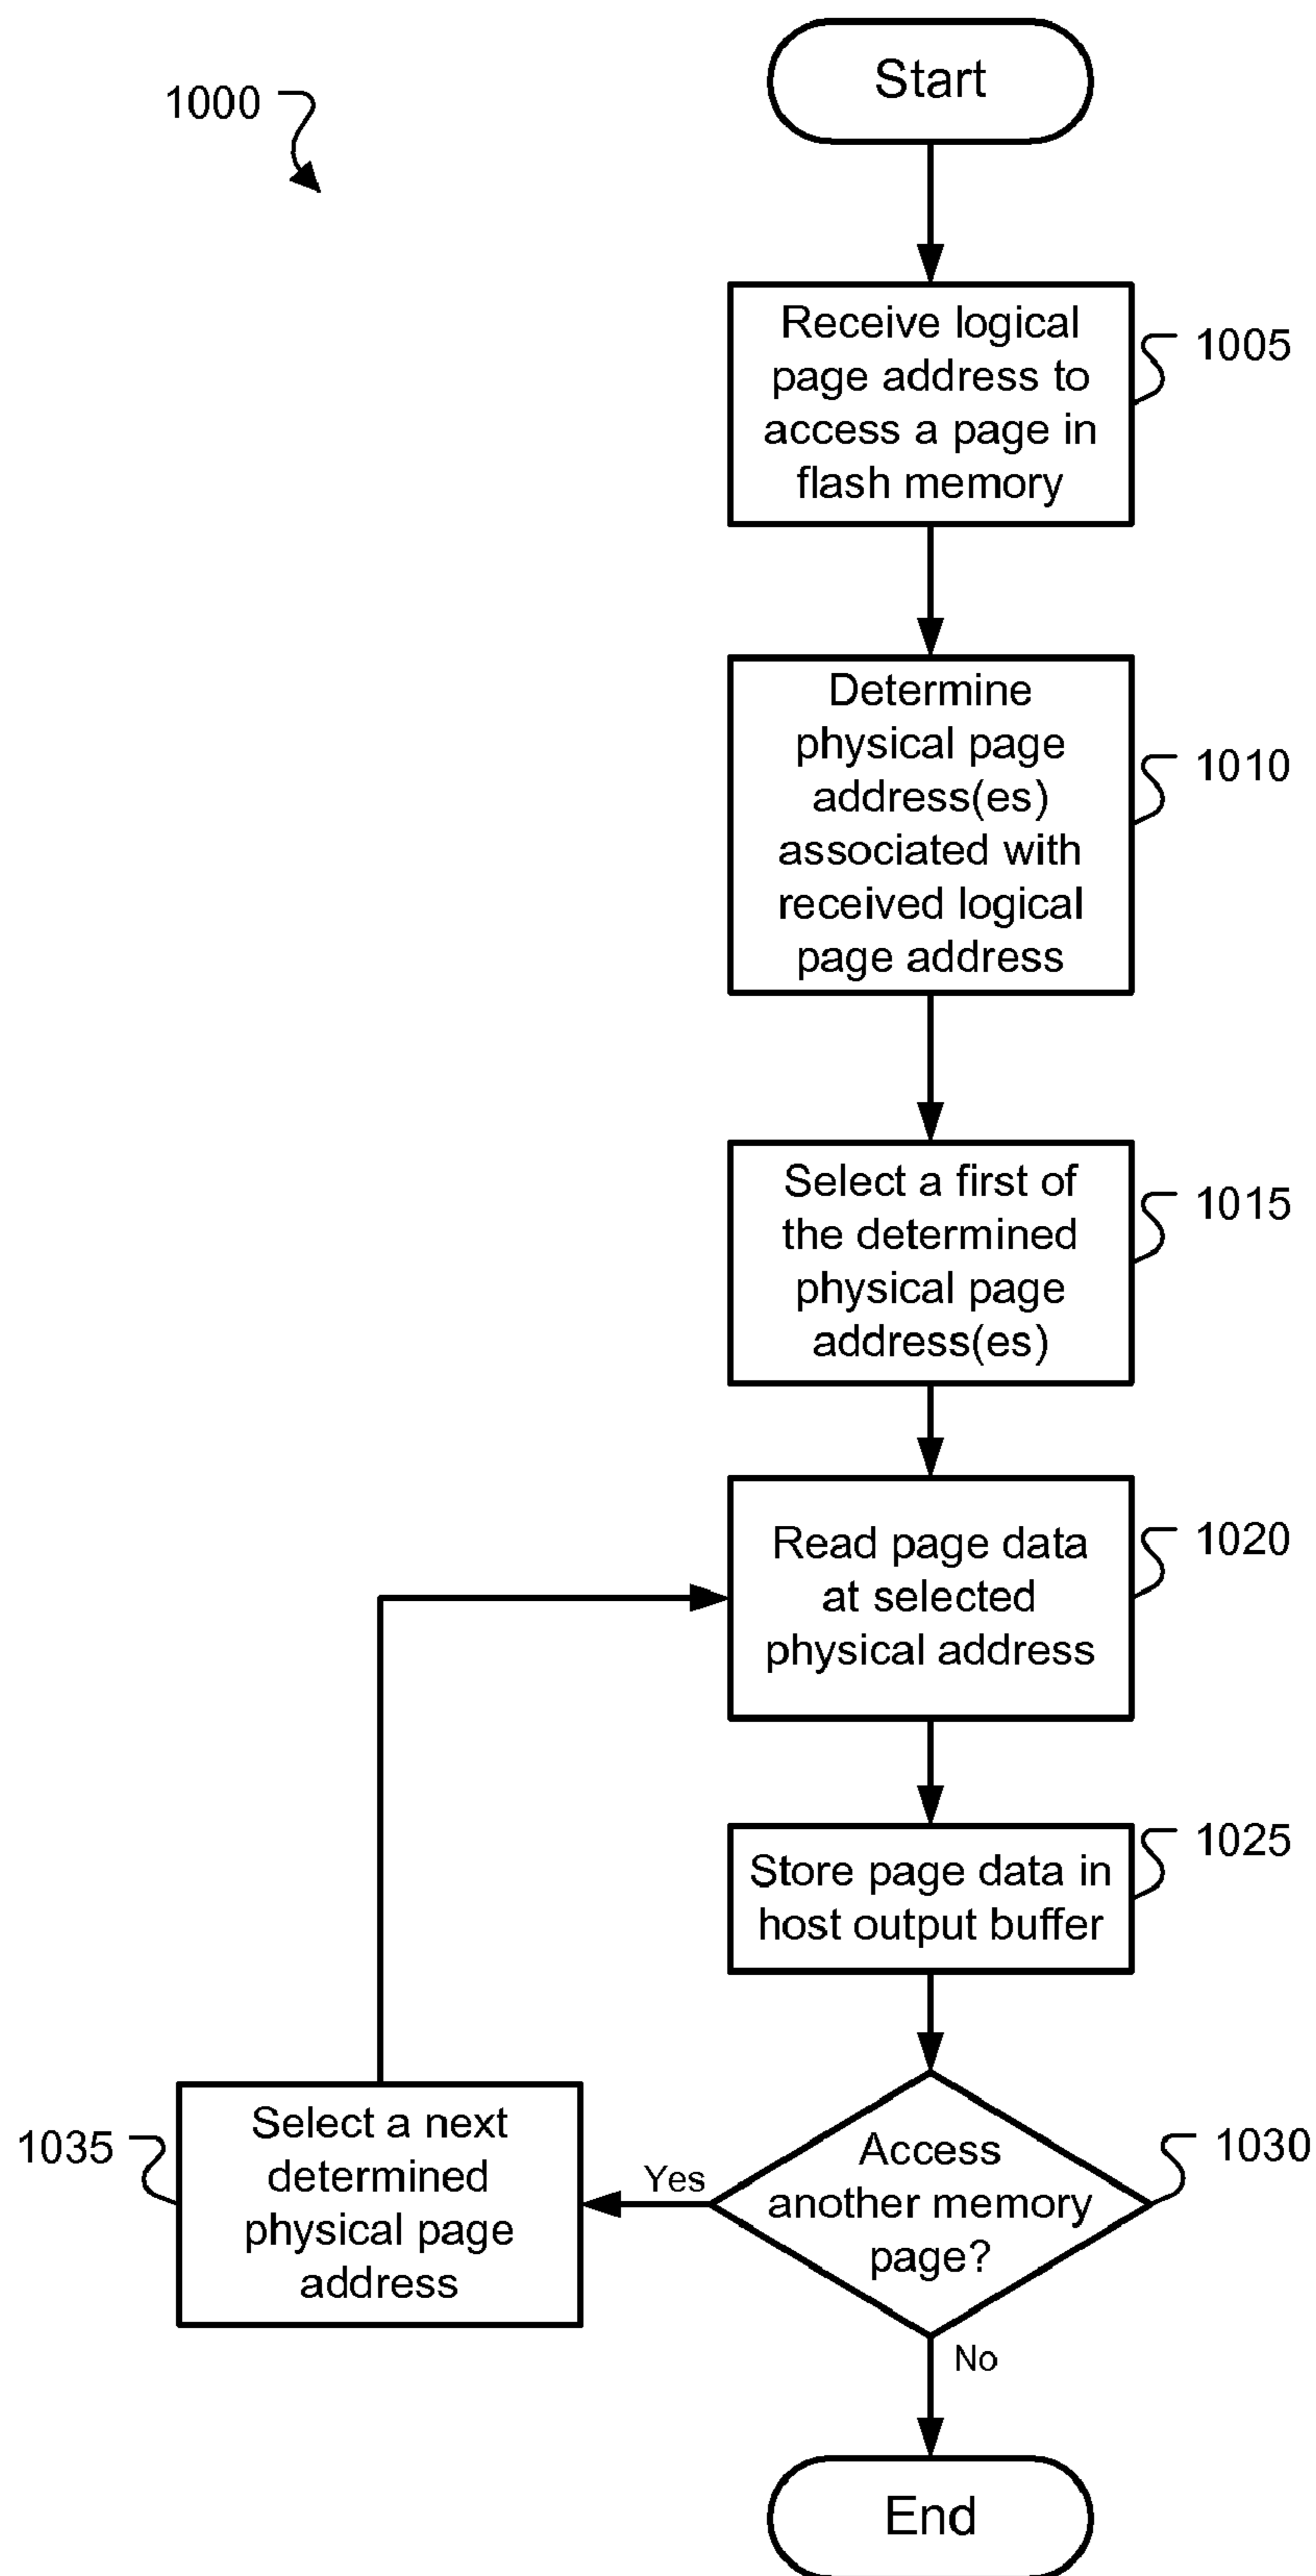 1000
Start
Receive logical
page address to
access a page in
flash memory
1005
Determine
physical page
address(es)
associated with
received logical
page address
1010
Select a first of
the determined
physical page
address(es)
1015
Read page data
at selected
physical address
1020
Store page data in
host output buffer
1025
Access
another memory
page?
1030
Yes
Select a next
determined
physical page
address
1035
No
End